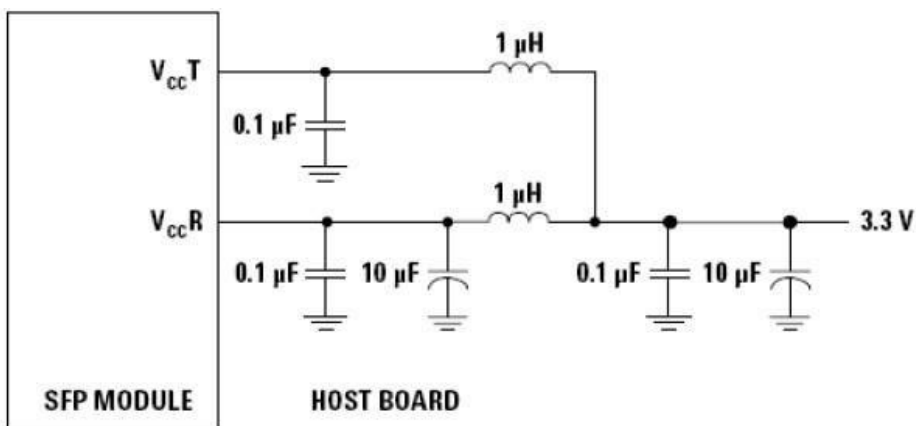 1 µH
VccT
0.1 µF
1 µH
VccR
3.3 V
0.1 µF
10 µF
0.1 µF
10 µF
SFP MODULE
HOST BOARD